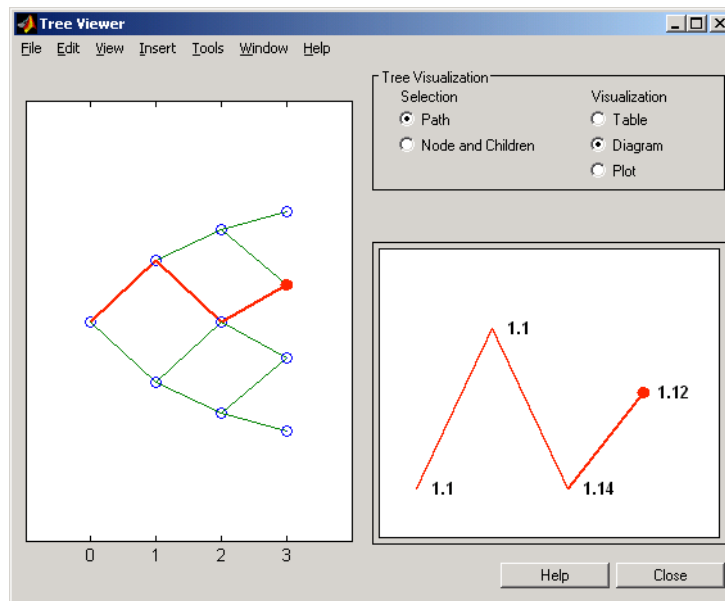 Tree Viewer
File Edit View Insert Tools Window Help
Tree Visualization
Selection
Visualization
Path
Table
Node and Children
Diagram
Plot
1.1
1.12
1.1
1.14
0 1 2 3
Help
Close